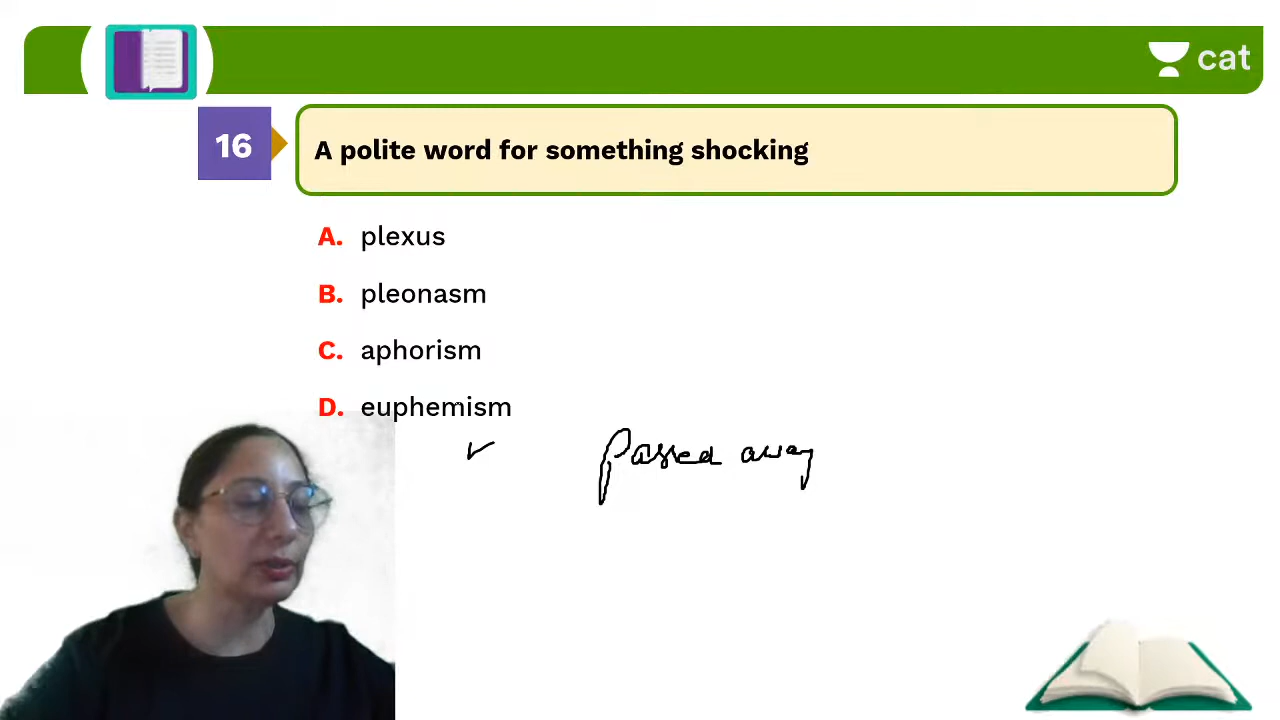 cat
16
A polite word for something shocking
A. plexus
B. pleonasm
C. aphorism
D. euphemism
Passed away